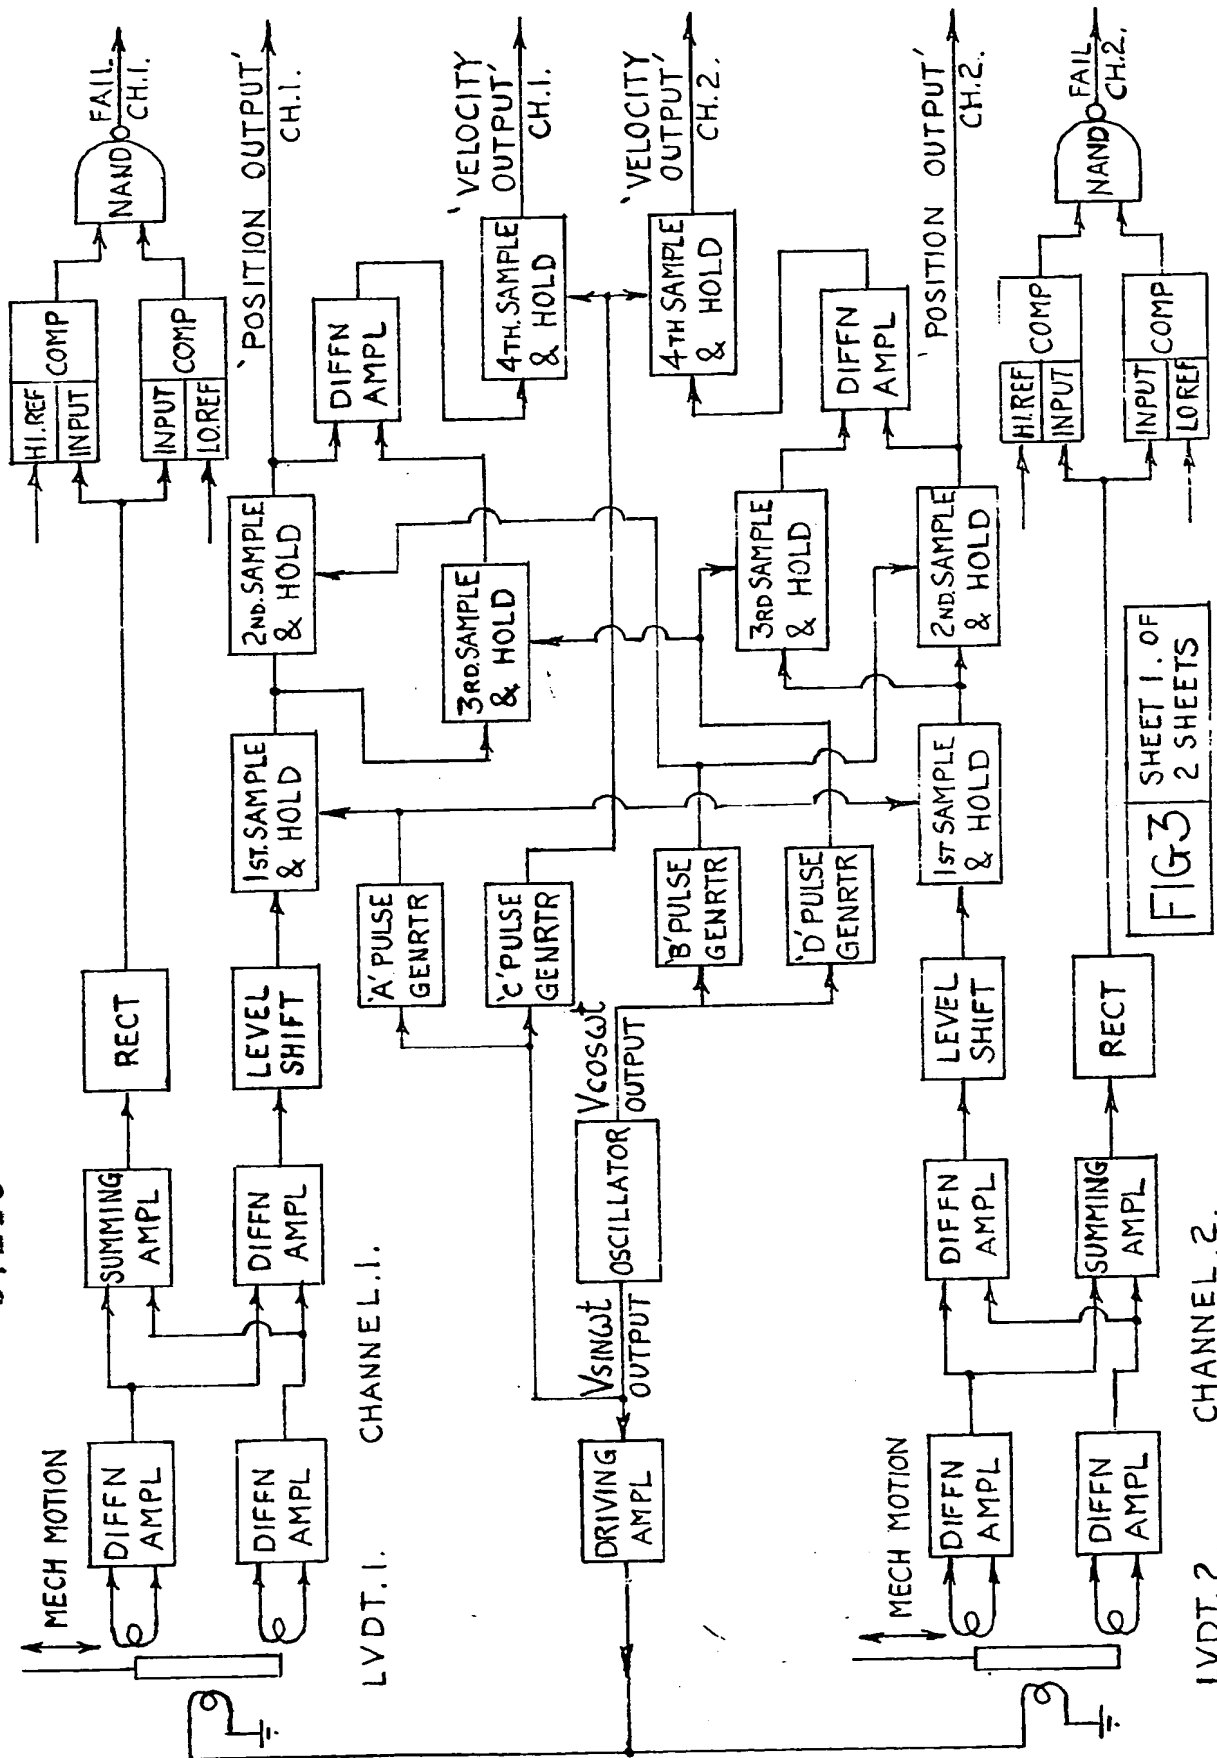 MECH MOTION
DIFFN
AMPL
DIFFN
AMPL
LVDT.1.
CHANNEL.1.
SUMMING
AMPL
DIFFN
AMPL
RECT
LEVEL
SHIFT
1ST. SAMPLE
& HOLD
2ND. SAMPLE
& HOLD
3RD. SAMPLE
& HOLD
HI.REF
INPUT
COMP
INPUT
LO.REF
COMP
NAND
FAIL
CH.1.
'POSITION OUTPUT'
CH.1.
DIFFN
AMPL
4TH. SAMPLE
& HOLD
'VELOCITY
OUTPUT'
CH.1.
'A' PULSE
GENRTR
'C' PULSE
GENRTR
'B' PULSE
GENRTR
'D' PULSE
GENRTR
DRIVING
AMPL
Vsinωt
OUTPUT
OSCILLATOR
Vcosωt
OUTPUT
4TH SAMPLE
& HOLD
'VELOCITY
OUTPUT'
CH.2.
DIFFN
AMPL
3RD SAMPLE
& HOLD
2ND. SAMPLE
& HOLD
'POSITION OUTPUT'
CH.2.
MECH MOTION
DIFFN
AMPL
DIFFN
AMPL
LVDT.2
CHANNEL.2.
DIFFN
AMPL
SUMMING
AMPL
LEVEL
SHIFT
RECT
1ST SAMPLE
& HOLD
HI.REF
INPUT
COMP
INPUT
LO REF
COMP
NAND
FAIL
CH.2.
FIG 3
SHEET 1. OF
2 SHEETS